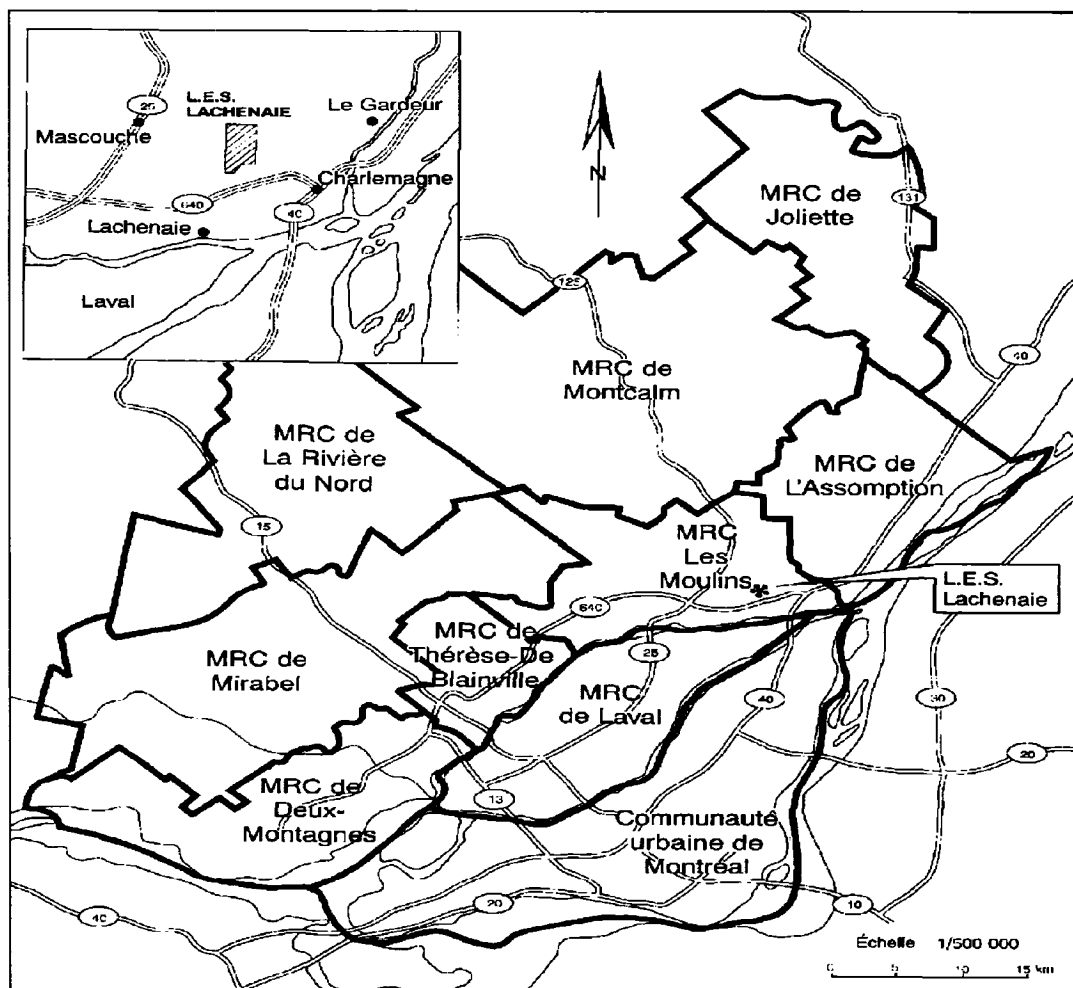 L.E.S.
LACHENAIE
Le Gardeur
25
Mascouche
Charlemagne
640
40
Lachenaie
Laval
N
MRC de
Joliette
131
125
MRC de
Montcalm
40
MRC de
La Rivière
du Nord
MRC de
L'Assomption
15
MRC
Les
Moulins
*
L.E.S.
Lachenaie
640
MRC de
Thérèse-De
Blainville
25
MRC de
Mirabel
MRC
de Laval
40
30
20
MRC de
Deux-
Montagnes
13
Communauté
urbaine de
Montréal
40
20
10
Échelle 1/500 000
0 5 10 15 km